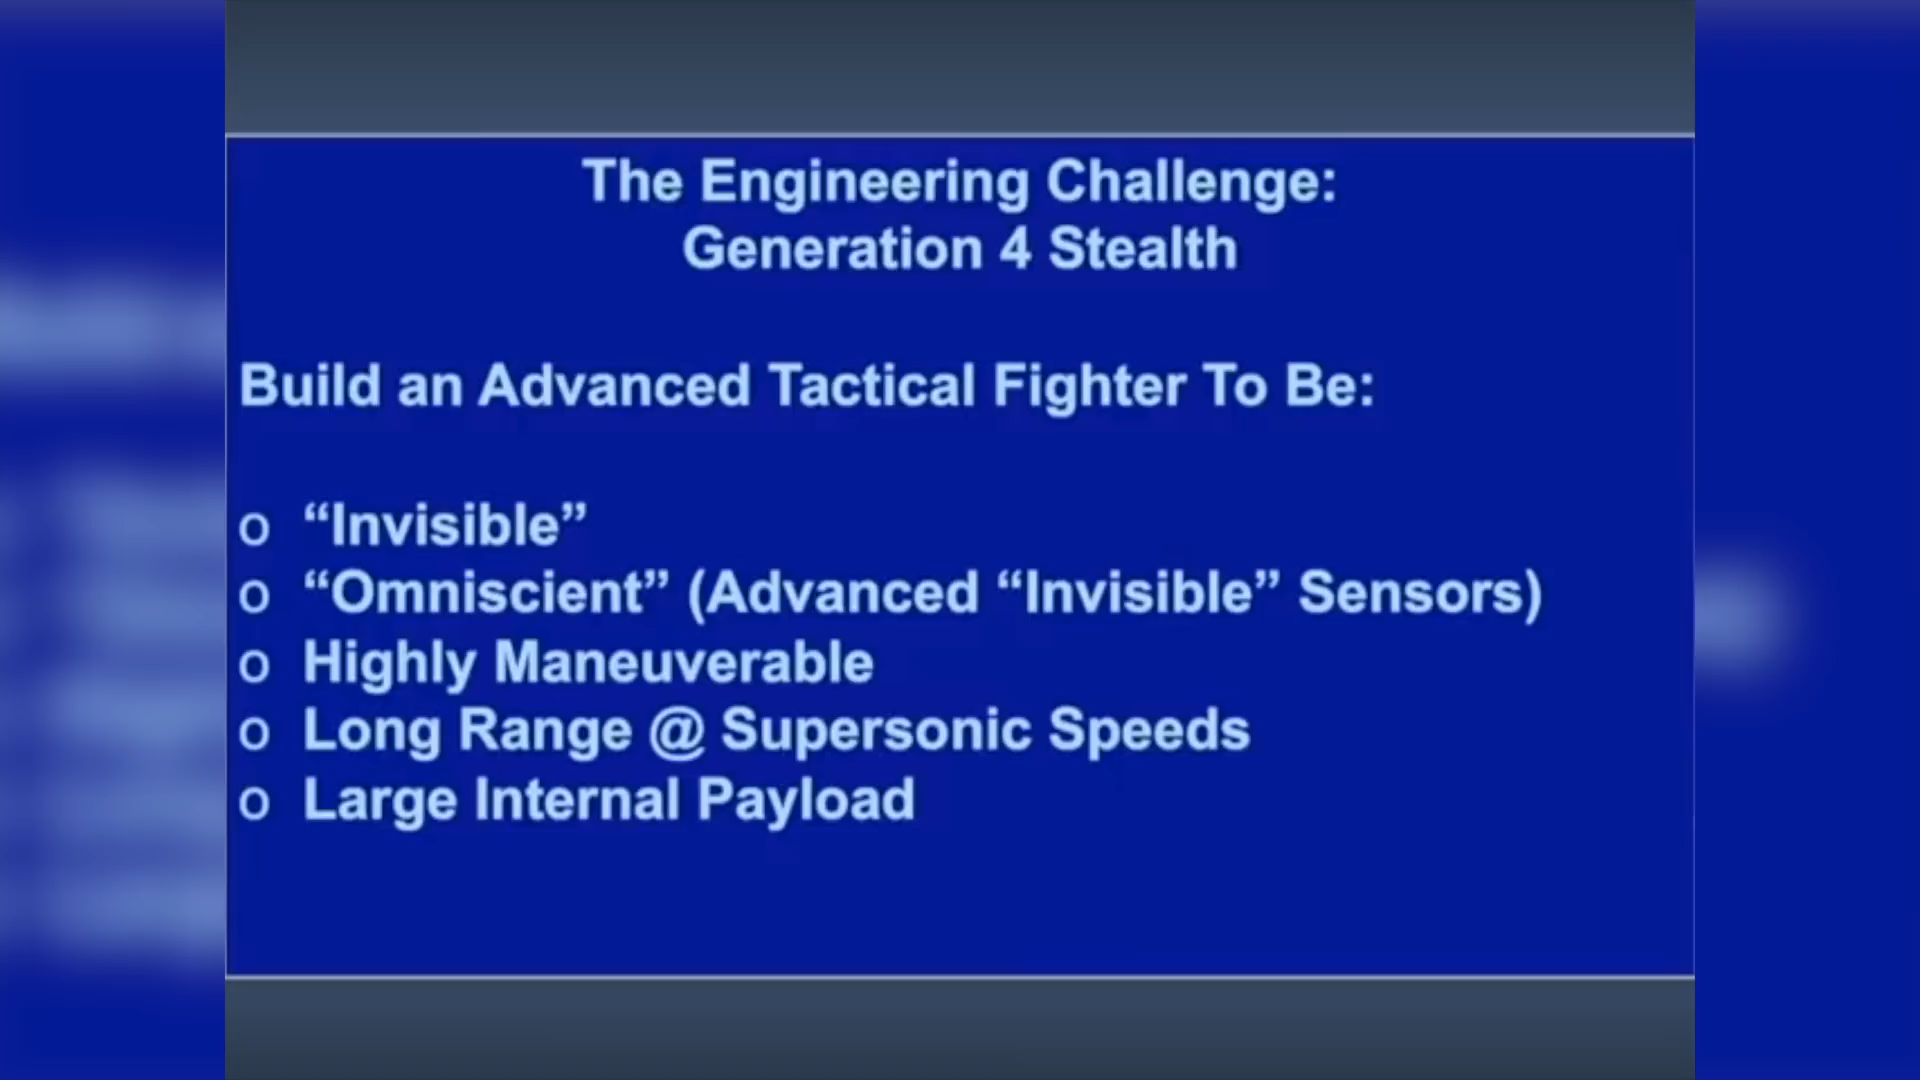 The Engineering Challenge:
Generation 4 Stealth
Build an Advanced Tactical Fighter To Be:
o “Invisible”
o “Omniscient” (Advanced “Invisible” Sensors)
o Highly Maneuverable
o Long Range @ Supersonic Speeds
o Large Internal Payload